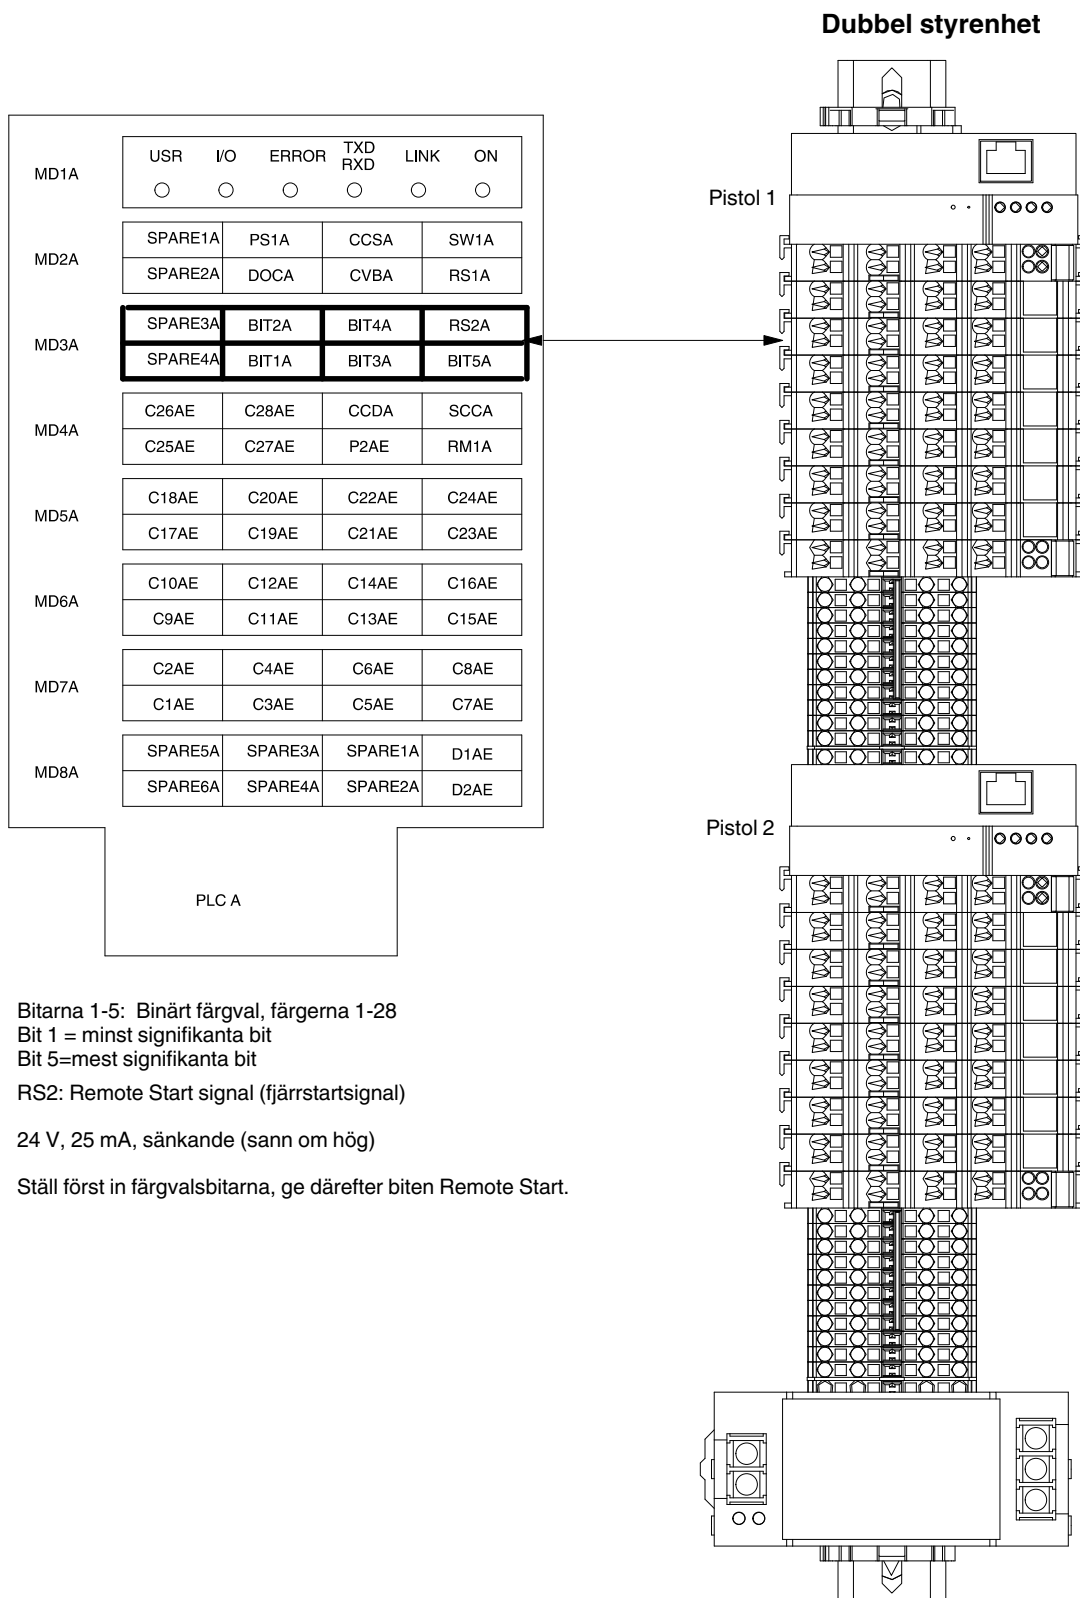 Dubbel styrenhet
USR I/O ERROR TXD RXD LINK ON
MD1A
Pistol 1
MD2A
SPARE1A PS1A CCSA SW1A
SPARE2A DOCA CVBA RS1A
MD3A
SPARE3A BIT2A BIT4A RS2A
SPARE4A BIT1A BIT3A BIT5A
MD4A
C26AE C28AE CCDA SCCA
C25AE C27AE P2AE RM1A
MD5A
C18AE C20AE C22AE C24AE
C17AE C19AE C21AE C23AE
MD6A
C10AE C12AE C14AE C16AE
C9AE C11AE C13AE C15AE
MD7A
C2AE C4AE C6AE C8AE
C1AE C3AE C5AE C7AE
MD8A
SPARE5A SPARE3A SPARE1A D1AE
SPARE6A SPARE4A SPARE2A D2AE
Pistol 2
PLC A
Bitarna 1-5: Binärt färgval, färgerna 1-28
Bit 1 = minst signifikanta bit
Bit 5=mest signifikanta bit
RS2: Remote Start signal (fjärrstartsignal)
24 V, 25 mA, sänkande (sann om hög)
Ställ först in färgvalsbitarna, ge därefter biten Remote Start.